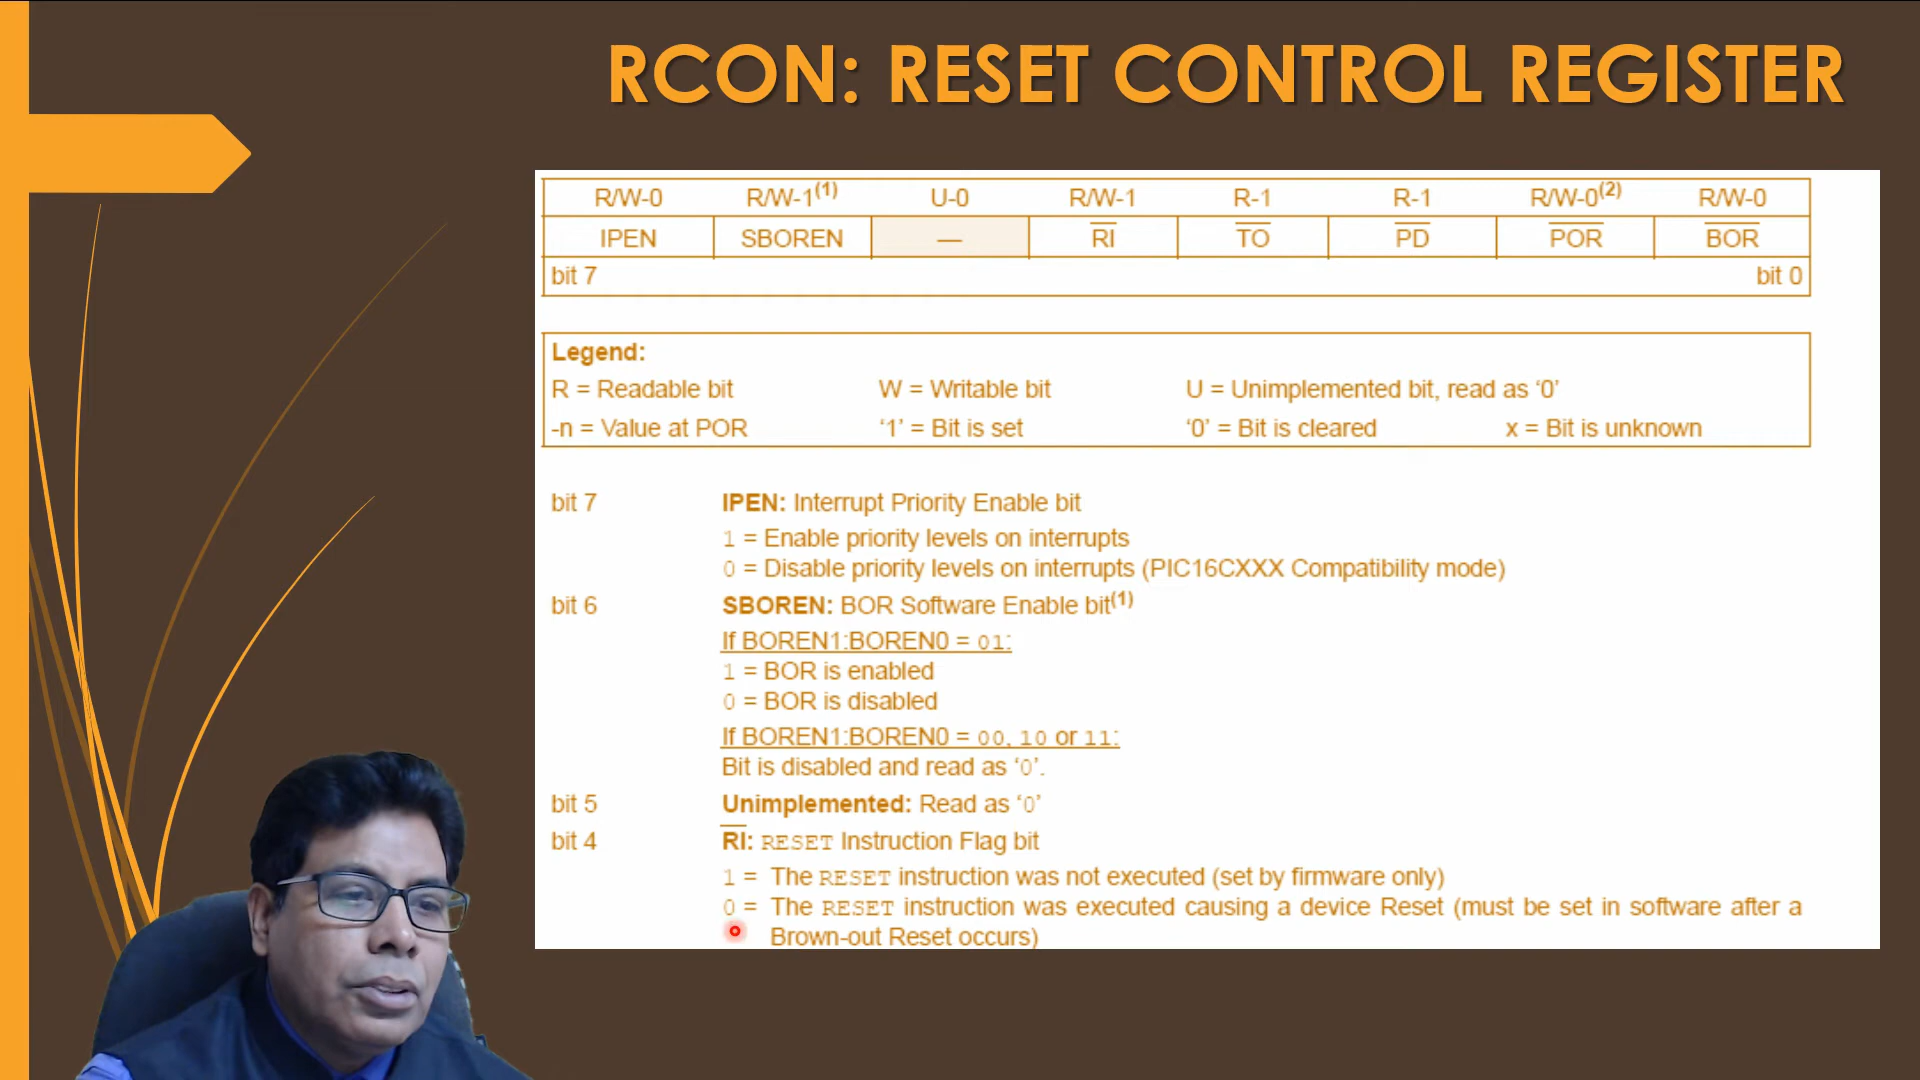 RCON: RESET CONTROL REGISTER
R/W-0 R/W-1(1) U-0 R/W-1 R-1 R-1 R/W-0(2) R/W-0
IPEN SBOREN — R̅I̅ T̅O̅ P̅D̅ P̅O̅R̅ B̅O̅R̅
bit 7 bit 0
Legend:
R = Readable bit W = Writable bit U = Unimplemented bit, read as ‘0’
-n = Value at POR ‘1’ = Bit is set ‘0’ = Bit is cleared x = Bit is unknown
bit 7 IPEN: Interrupt Priority Enable bit
1 = Enable priority levels on interrupts
0 = Disable priority levels on interrupts (PIC16CXXX Compatibility mode)
bit 6 SBOREN: BOR Software Enable bit(1)
If BOREN1:BOREN0 = 01:
1 = BOR is enabled
0 = BOR is disabled
If BOREN1:BOREN0 = 00, 10 or 11:
Bit is disabled and read as ‘0’.
bit 5 Unimplemented: Read as ‘0’
bit 4 R̅I̅: RESET Instruction Flag bit
1 = The RESET instruction was not executed (set by firmware only)
0 = The RESET instruction was executed causing a device Reset (must be set in software after a
Brown-out Reset occurs)